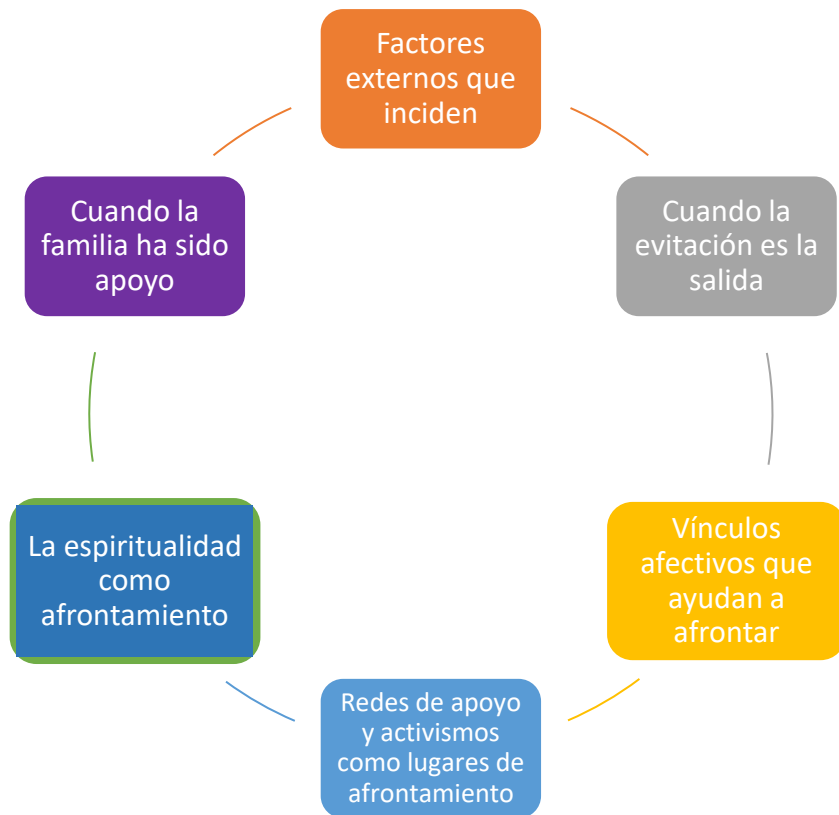 Factores
externos que
inciden
Cuando la
evitación es la
salida
Vínculos
afectivos que
ayudan a
afrontar
Redes de apoyo
y activismos
como lugares de
afrontamiento
La espiritualidad
como
afrontamiento
Cuando la
familia ha sido
apoyo